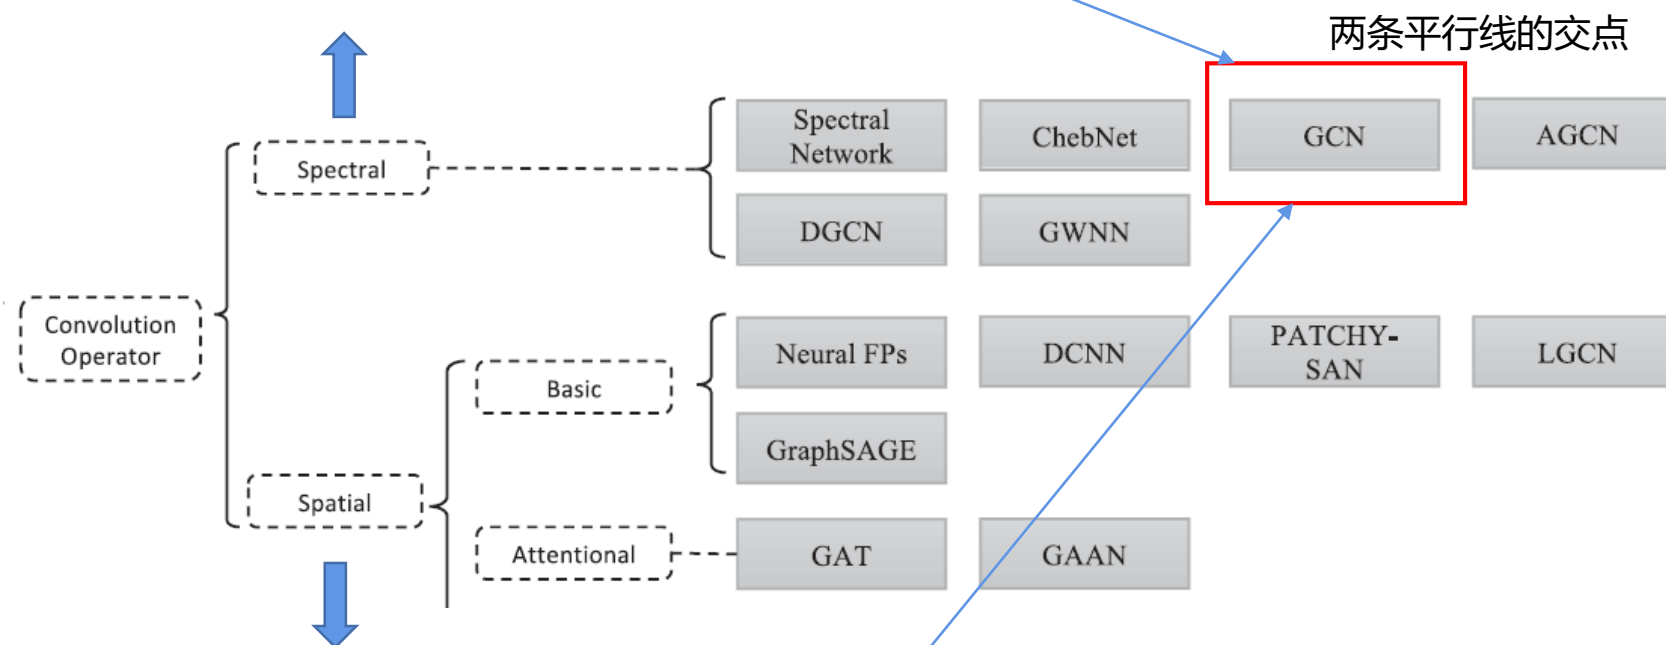 两条平行线的交点
Spectral
Spectral
Network
ChebNet
GCN
AGCN
DGCN
GWNN
Convolution
Operator
Basic
Neural FPs
DCNN
PATCHY-
SAN
LGCN
GraphSAGE
Spatial
Attentional
GAT
GAAN